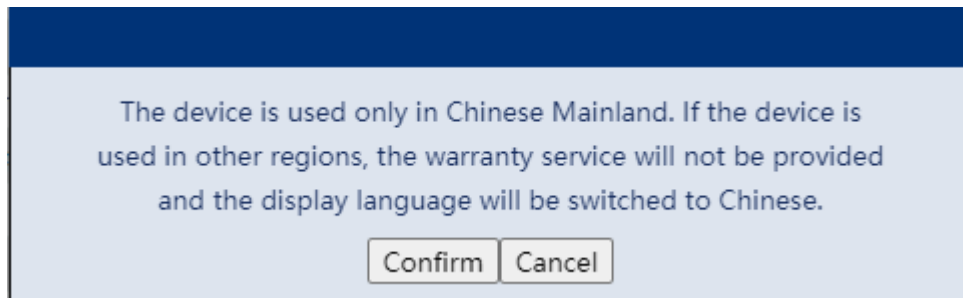 The device is used only in Chinese Mainland. If the device is
used in other regions, the warranty service will not be provided
and the display language will be switched to Chinese.
Confirm Cancel